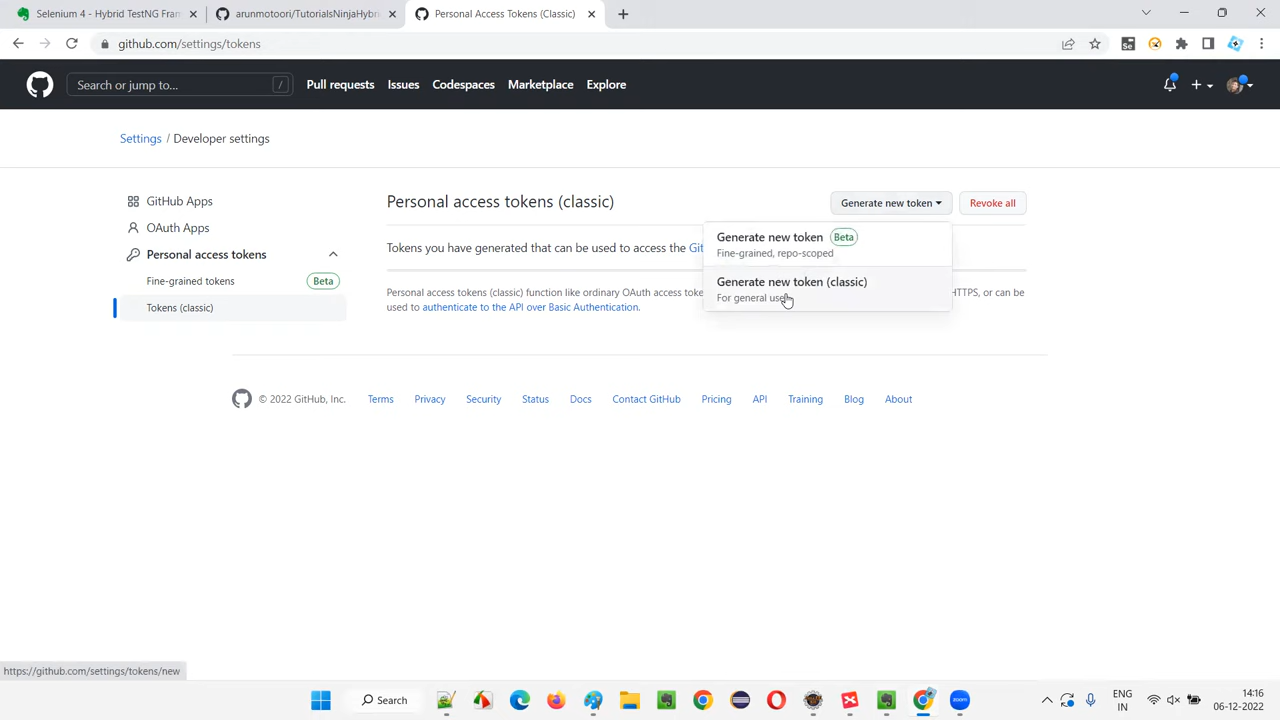 Selenium 4 - Hybrid TestNG Fram
arunmotoori/TutorialsNinjaHybri
Personal Access Tokens (Classic)
github.com/settings/tokens
Search or jump to... /
Pull requests Issues Codespaces Marketplace Explore
Settings / Developer settings
GitHub Apps
OAuth Apps
Personal access tokens
Fine-grained tokens Beta
Tokens (classic)
Personal access tokens (classic)
Generate new token
Revoke all
Tokens you have generated that can be used to access the Git
Generate new token Beta
Fine-grained, repo-scoped
Generate new token (classic)
For general use
Personal access tokens (classic) function like ordinary OAuth access toke
HTTPS, or can be
used to authenticate to the API over Basic Authentication.
© 2022 GitHub, Inc. Terms Privacy Security Status Docs Contact GitHub Pricing API Training Blog About
https://github.com/settings/tokens/new
Search
zoom
ENG
IN
14:16
06-12-2022